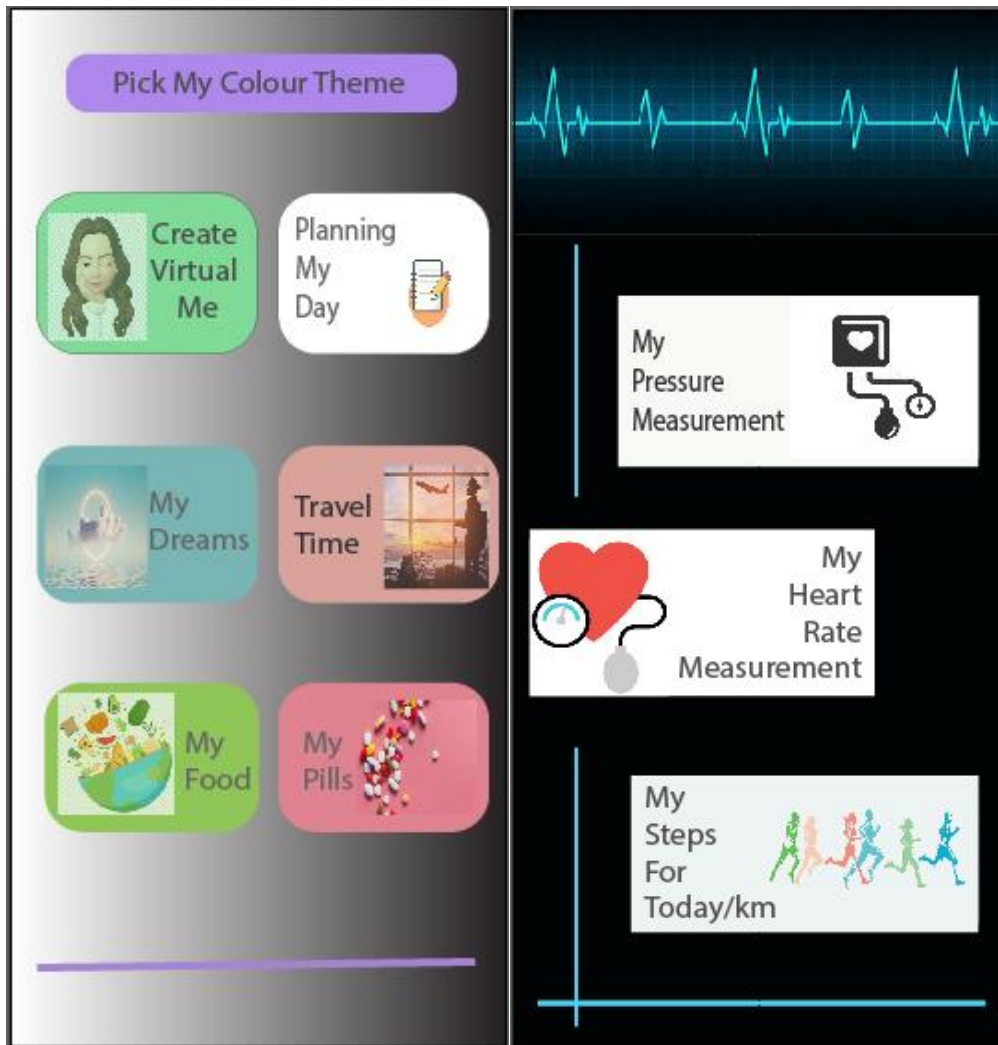 Pick My Colour Theme
Create
Virtual
Me
Planning
My
Day
My
Dreams
Travel
Time
My
Food
My
Pills
My
Pressure
Measurement
My
Heart
Rate
Measurement
My
Steps
For
Today/km